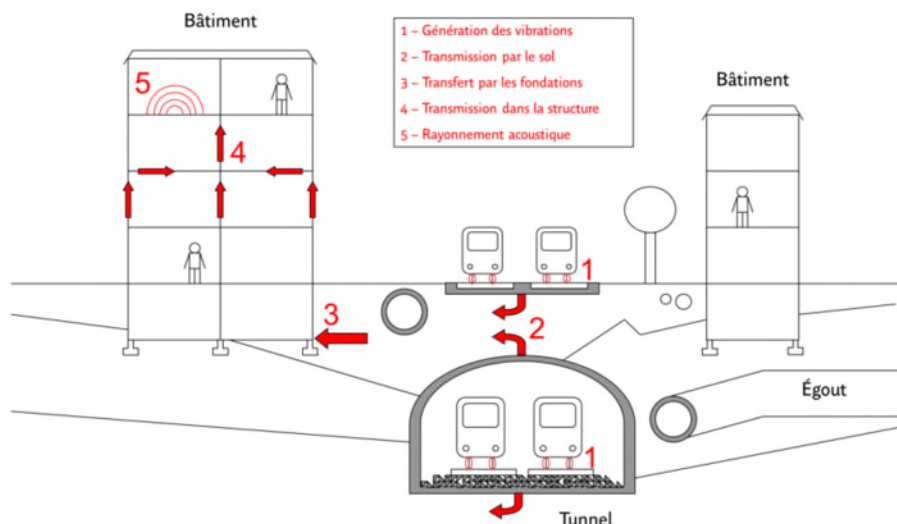 Bâtiment
1 – Génération des vibrations
2 – Transmission par le sol
3 – Transfert par les fondations
4 – Transmission dans la structure
5 – Rayonnement acoustique
Bâtiment
5
4
1
3
2
Égout
1
Tunnel